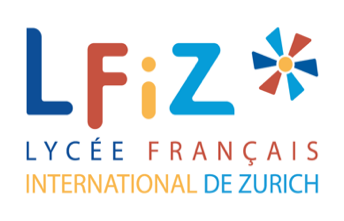 LFiZ
LYCÉE FRANÇAIS
INTERNATIONAL DE ZURICH